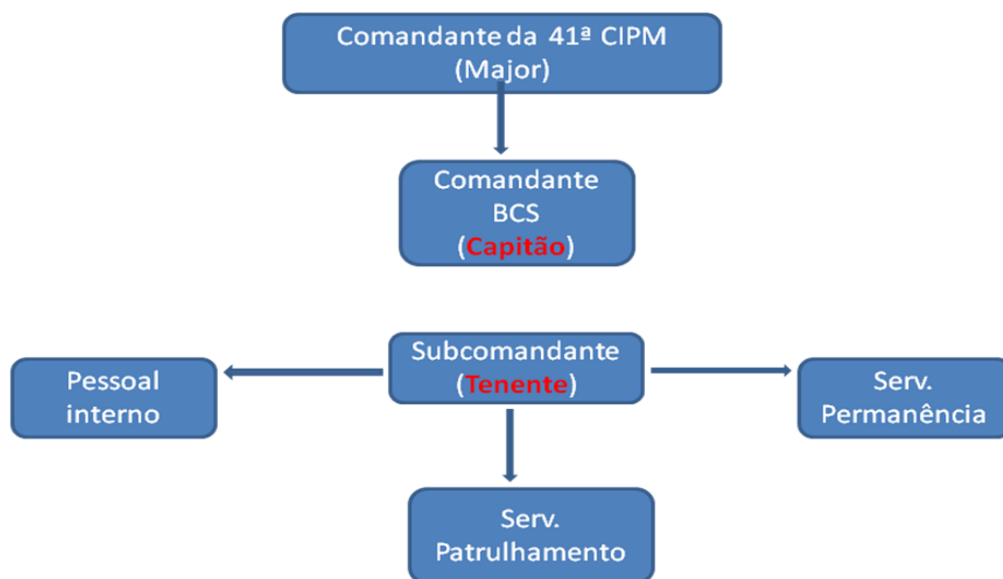 Comandante da 41ª CIPM
(Major)
Comandante
BCS
(Capitão)
Subcomandante
(Tenente)
Pessoal
interno
Serv.
Permanência
Serv.
Patrulhamento